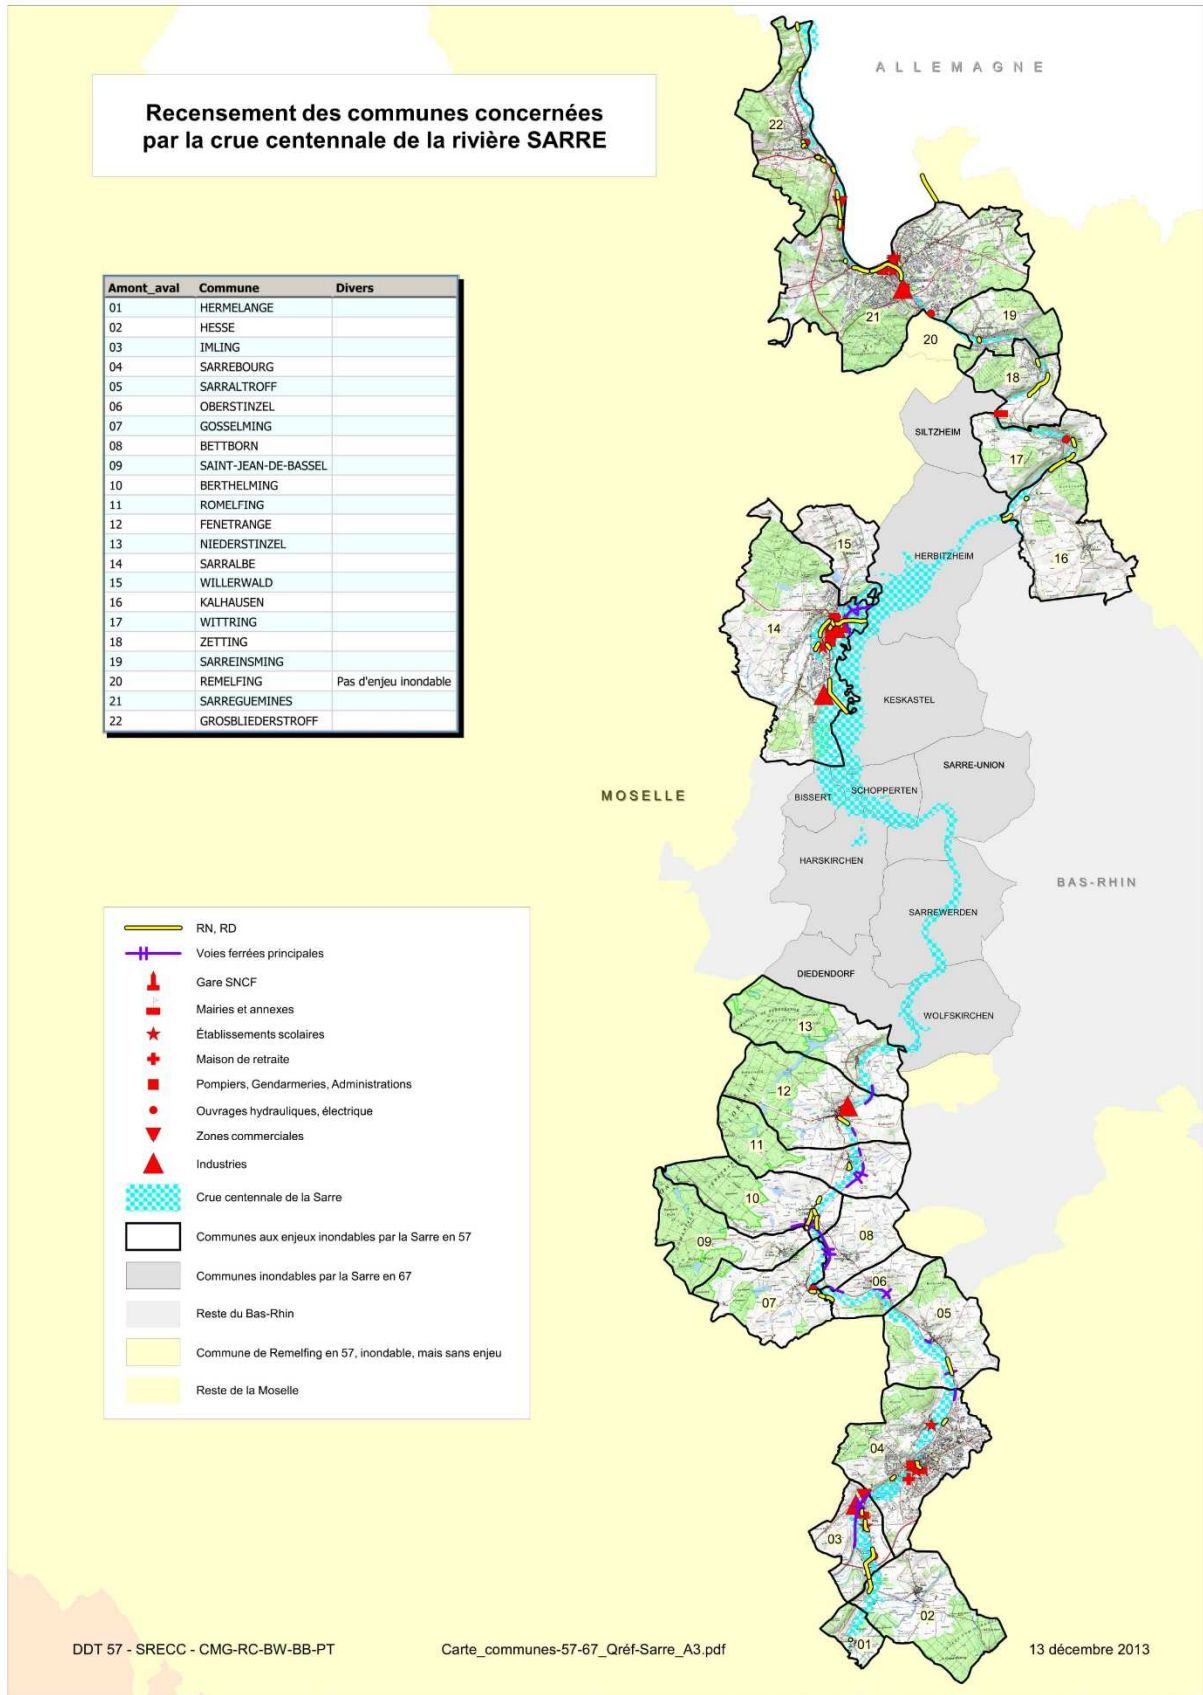 ALLEMAGNE
Recensement des communes concernées
par la crue centennale de la rivière SARRE
Amont_aval Commune Divers
01 HERMELANGE
02 HESSE
03 IMLING
04 SARREBOURG
05 SARRALTROFF
06 OBERSTINZEL
07 GOSSELMING
08 BETTBORN
09 SAINT-JEAN-DE-BASSEL
10 BERTHELMING
11 ROMELFING
12 FENETRANGE
13 NIEDERSTINZEL
14 SARRALBE
15 WILLERWALD
16 KALHAUSEN
17 WITTRING
18 ZETTING
19 SARREINSMING
20 REMELFING Pas d'enjeu inondable
21 SARREGUEMINES
22 GROSBLIEDERSTROFF
22
21
20
19
18
SILTZHEIM
17
16
15
HERBITZHEIM
14
KESKASTEL
SARRE-UNION
MOSELLE
BISSERT
SCHOPPERTEN
HARSKIRCHEN
BAS-RHIN
SARREWERDEN
DIEDENDORF
WOLFSKIRCHEN
13
12
11
10
09
08
07
06
05
04
03
02
01
RN, RD
Voies ferrées principales
Gare SNCF
Mairies et annexes
Établissements scolaires
Maison de retraite
Pompiers, Gendarmeries, Administrations
Ouvrages hydrauliques, électrique
Zones commerciales
Industries
Crue centennale de la Sarre
Communes aux enjeux inondables par la Sarre en 57
Communes inondables par la Sarre en 67
Reste du Bas-Rhin
Commune de Remelfing en 57, inondable, mais sans enjeu
Reste de la Moselle
DDT 57 - SRECC - CMG-RC-BW-BB-PT
Carte_communes-57-67_Qréf-Sarre_A3.pdf
13 décembre 2013